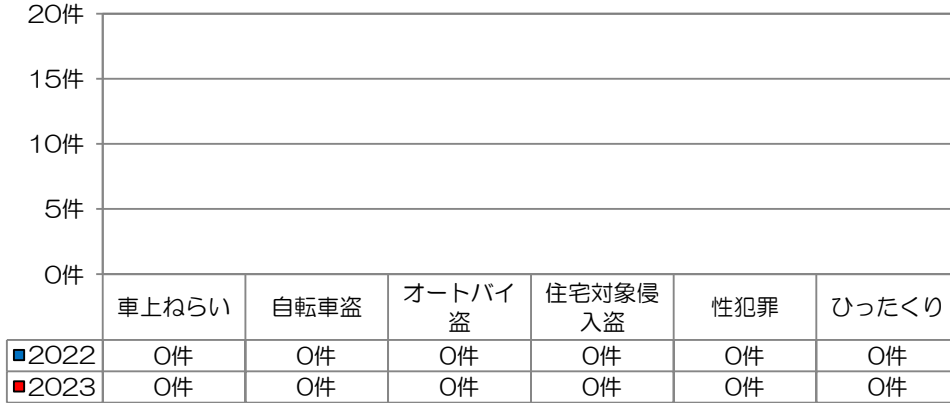 20件
15件
10件
5件
0件
車上ねらい 自転車盗 オートバイ盗 住宅対象侵入盗 性犯罪 ひったくり
2022 0件 0件 0件 0件 0件 0件
2023 0件 0件 0件 0件 0件 0件